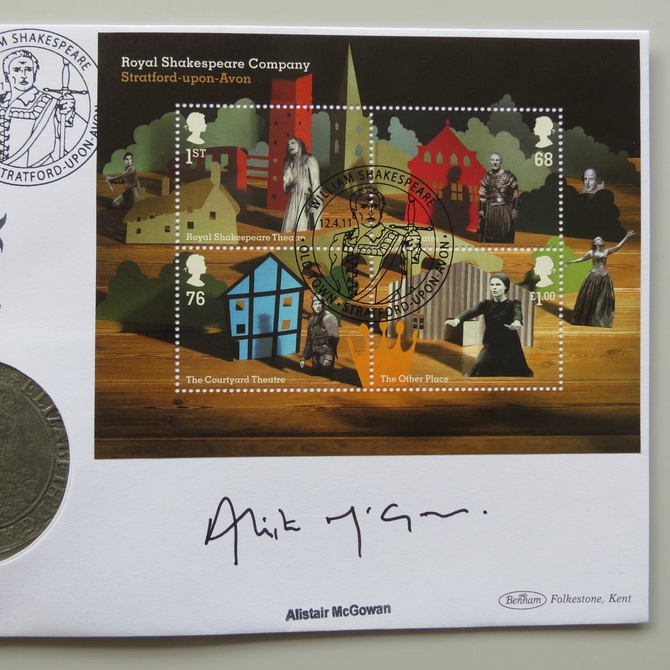 WILLIAM SHAKESPEARE
STRATFORD-UPON-AVON
Royal Shakespeare Company
Stratford-upon-Avon
1ST
68
Royal Shakespeare Theatre
WILLIAM SHAKESPEARE
12.4.11
OLD TOWN · STRATFORD-UPON-AVON
76
£1.00
The Courtyard Theatre
The Other Place
Alistair McGowan
Benham Folkestone, Kent